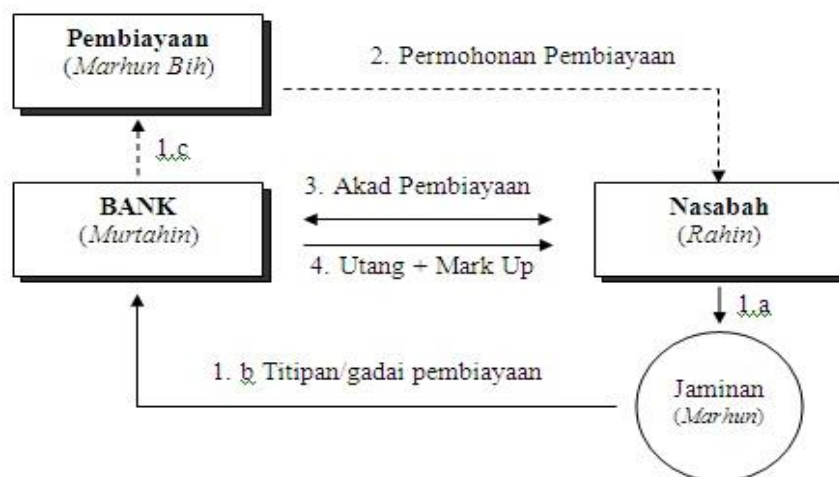 Pembiayaan
(Marhun Bih)
2. Permohonan Pembiayaan
1.c
BANK
(Murtahin)
3. Akad Pembiayaan
4. Utang + Mark Up
Nasabah
(Rahin)
1.a
1. b Titipan/gadai pembiayaan
Jaminan
(Marhun)